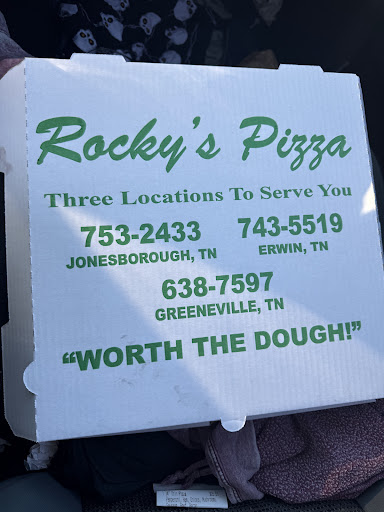 Rocky's Pizza
Three Locations To Serve You
753-2433 743-5519
JONESBOROUGH, TN ERWIN, TN
638-7597
GREENEVILLE, TN
"WORTH THE DOUGH!"